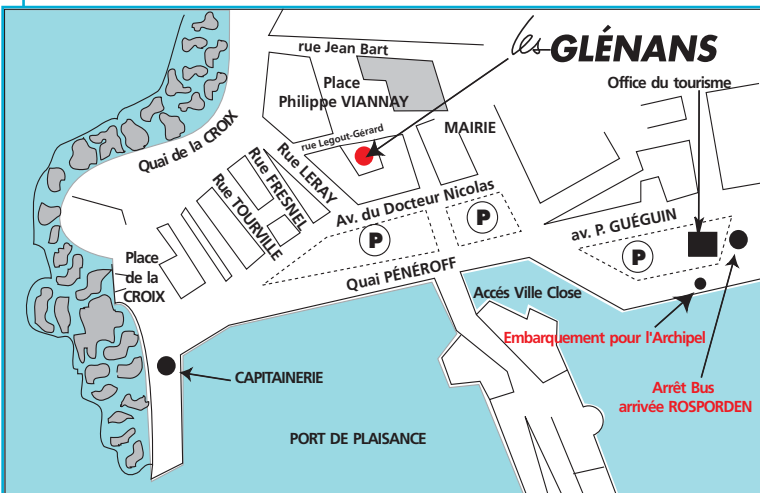 les GLÉNANS
rue Jean Bart
Office du tourisme
Place
Philippe VIANNAY
MAIRIE
rue Legout-Gérard
Quai de la CROIX
Rue LERAY
Rue FRESNEL
Rue TOURVILLE
Av. du Docteur Nicolas
P
P
av. P. GUÉGUIN
P
Place
de la
CROIX
Quai PÉNÉROFF
Accés Ville Close
Embarquement pour l'Archipel
CAPITAINERIE
Arrêt Bus
arrivée ROSPORDEN
PORT DE PLAISANCE